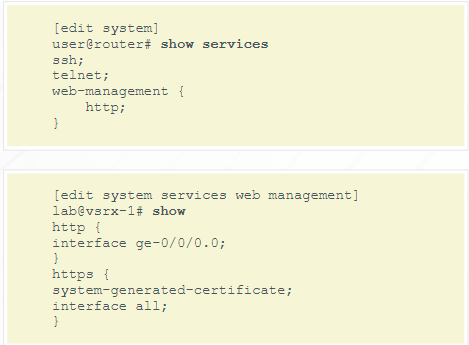 [edit system]
user@router# show services
ssh;
telnet;
web-management {
    http;
}
[edit system services web management]
lab@vsrx-1# show
http {
interface ge-0/0/0.0;
}
https {
system-generated-certificate;
interface all;
}